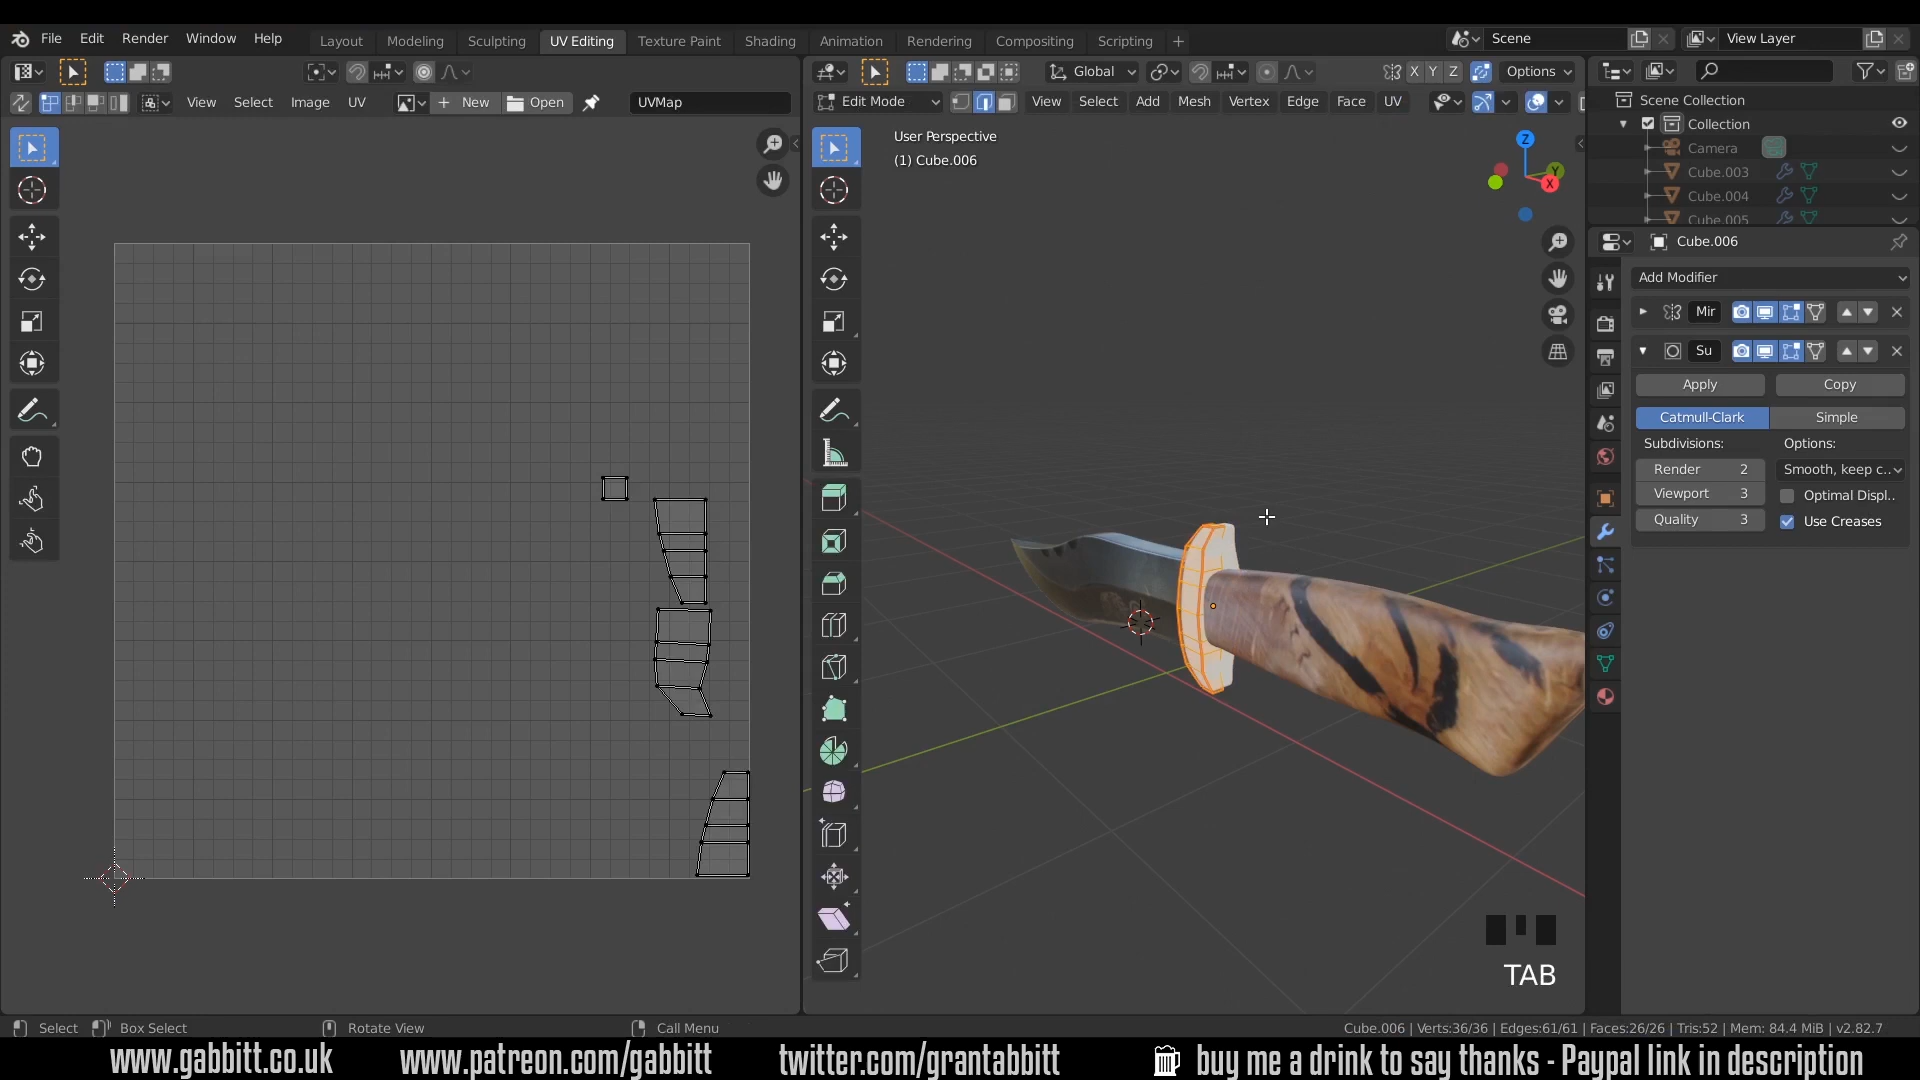 File Edit Render Window Help
Layout Modeling Sculpting UV Editing Texture Paint Shading Animation Rendering Compositing Scripting +
Scene
View Layer
View Select Image UV
New
Open
UVMap
Global
X Y Z
Options
Edit Mode
View Select Add Mesh Vertex Edge Face UV
User Perspective
(1) Cube.006
Z
Y
X
Scene Collection
Collection
Camera
Cube.003
Cube.004
Cube.005
Cube.006
Add Modifier
Mir
Su
Apply
Copy
Catmull-Clark
Simple
Subdivisions:
Options:
Render 2
Smooth, keep c..
Viewport 3
Optimal Displ..
Quality 3
Use Creases
TAB
Select
Box Select
Rotate View
Call Menu
Cube.006 | Verts:36/36 | Edges:61/61 | Faces:26/26 | Tris:52 | Mem: 84.4 MiB | v2.82.7
www.gabbitt.co.uk www.patreon.com/gabbitt twitter.com/grantabbitt buy me a drink to say thanks - Paypal link in description